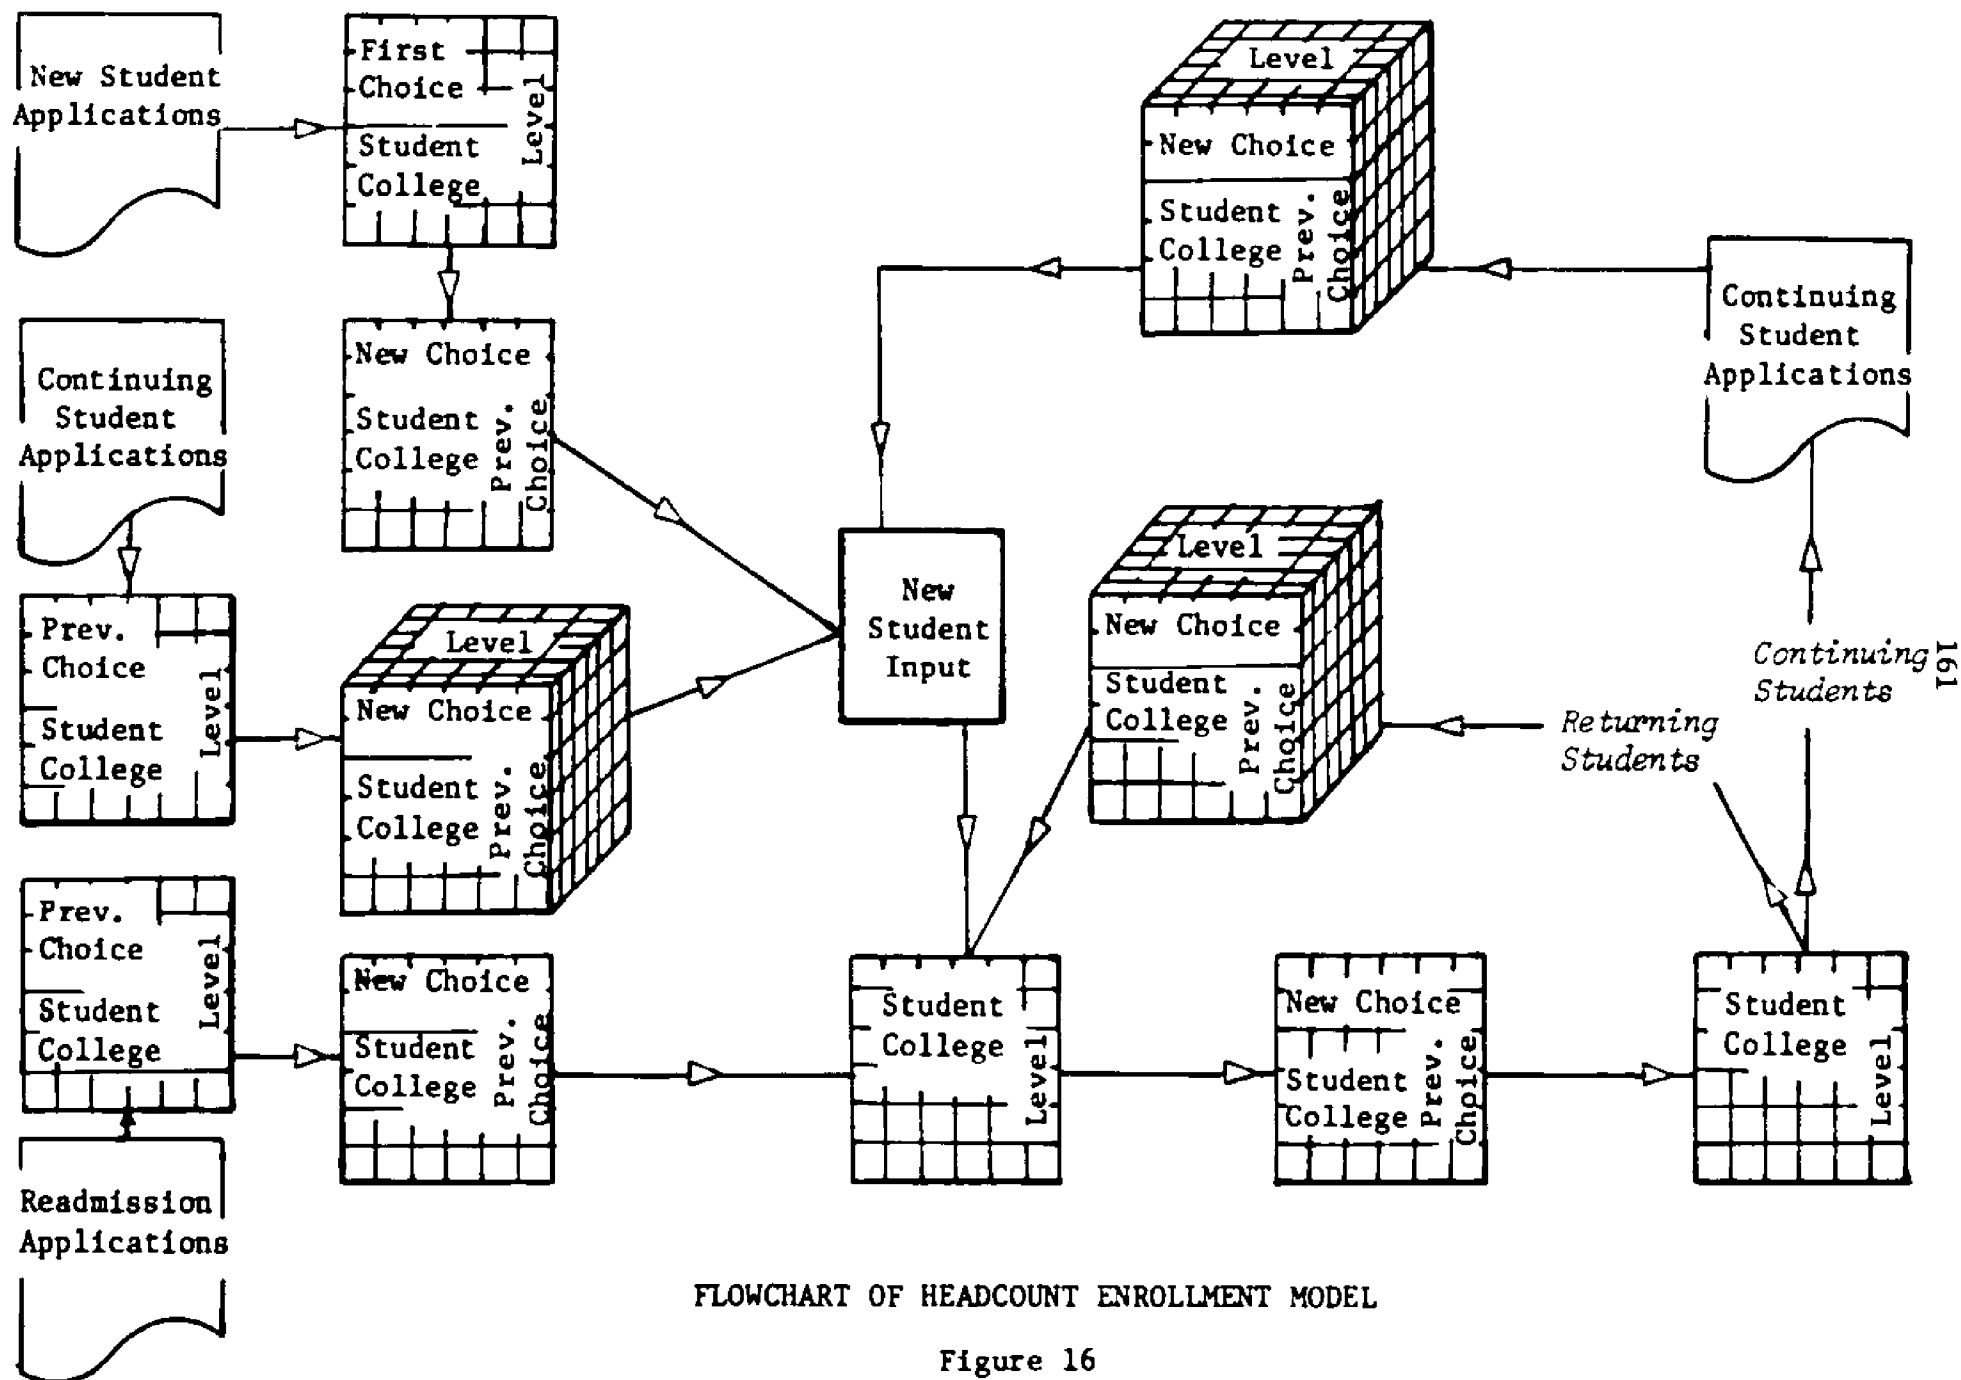 New Student
Applications
First
Choice
Student
College
Level
Level
New Choice
Student
College
Prev.
Choice
Continuing
Student
Applications
New Choice
Student
College
Prev.
Choice
Continuing
Student
Applications
New
Student
Input
Level
New Choice
Student
College
Prev.
Choice
Prev.
Choice
Student
College
Level
Level
New Choice
Student
College
Prev.
Choice
Continuing
Students
Returning
Students
161
Prev.
Choice
Student
College
Level
New Choice
Student
College
Prev.
Choice
Student
College
Level
New Choice
Student
College
Prev.
Choice
Student
College
Level
Readmission
Applications
FLOWCHART OF HEADCOUNT ENROLLMENT MODEL
Figure 16